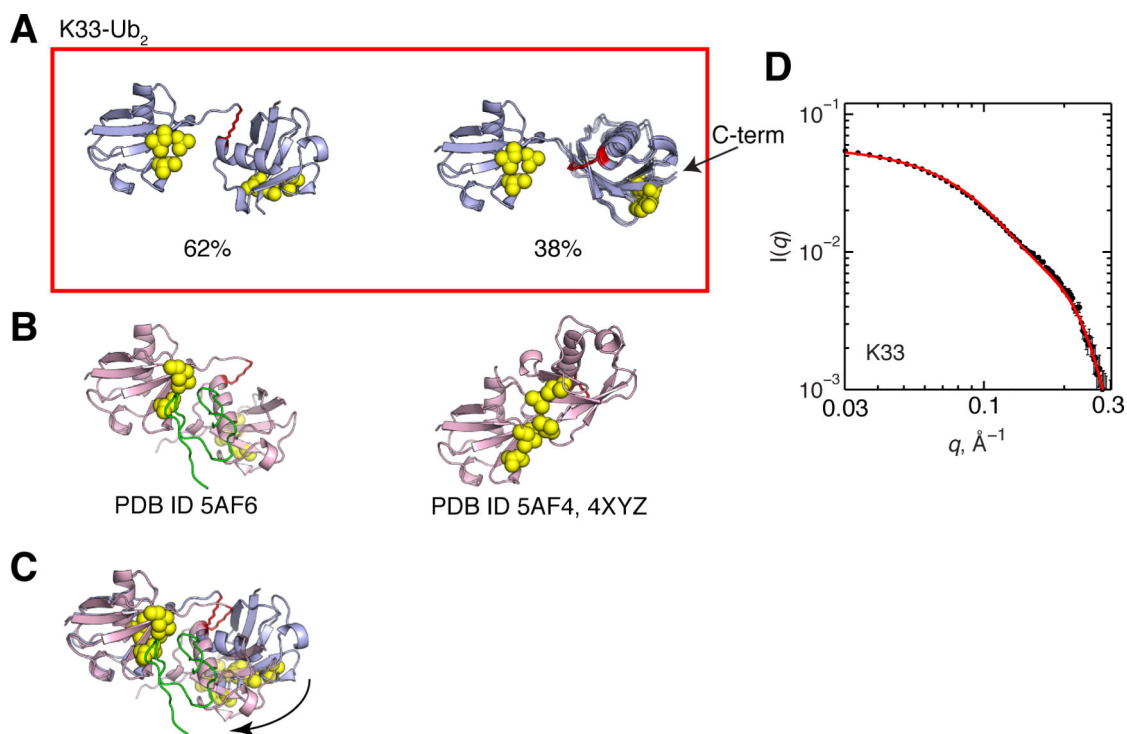 A
K33-Ub2
C-term
62%
38%
B
PDB ID 5AF6
PDB ID 5AF4, 4XYZ
C
D
10⁻¹
10⁻²
10⁻³
I(q)
K33
0.03
0.1
0.3
q, Å⁻¹